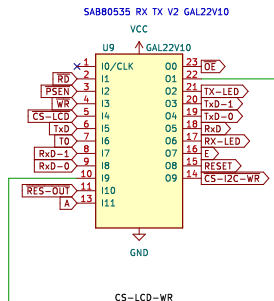 SAB80535 RX TX V2 GAL22V10
VCC
U9 GAL22V10
1 I0/CLK O0 23 OE
RD 2 I1 O1 22
PSEN 3 I2 O2 21 TX-LED
WR 4 I3 O3 20 TxD-1
CS-LCD 5 I4 O4 19 TxD-0
TxD 6 I5 O5 18 RxD
T0 7 I6 O6 17 RX-LED
RxD-1 8 I7 O7 16 E
RxD-0 9 I8 O8 15 RESET
10 I9 O9 14 CS-I2C-WR
RES-OUT 11 I10
A 13 I11
GND
CS-LCD-WR